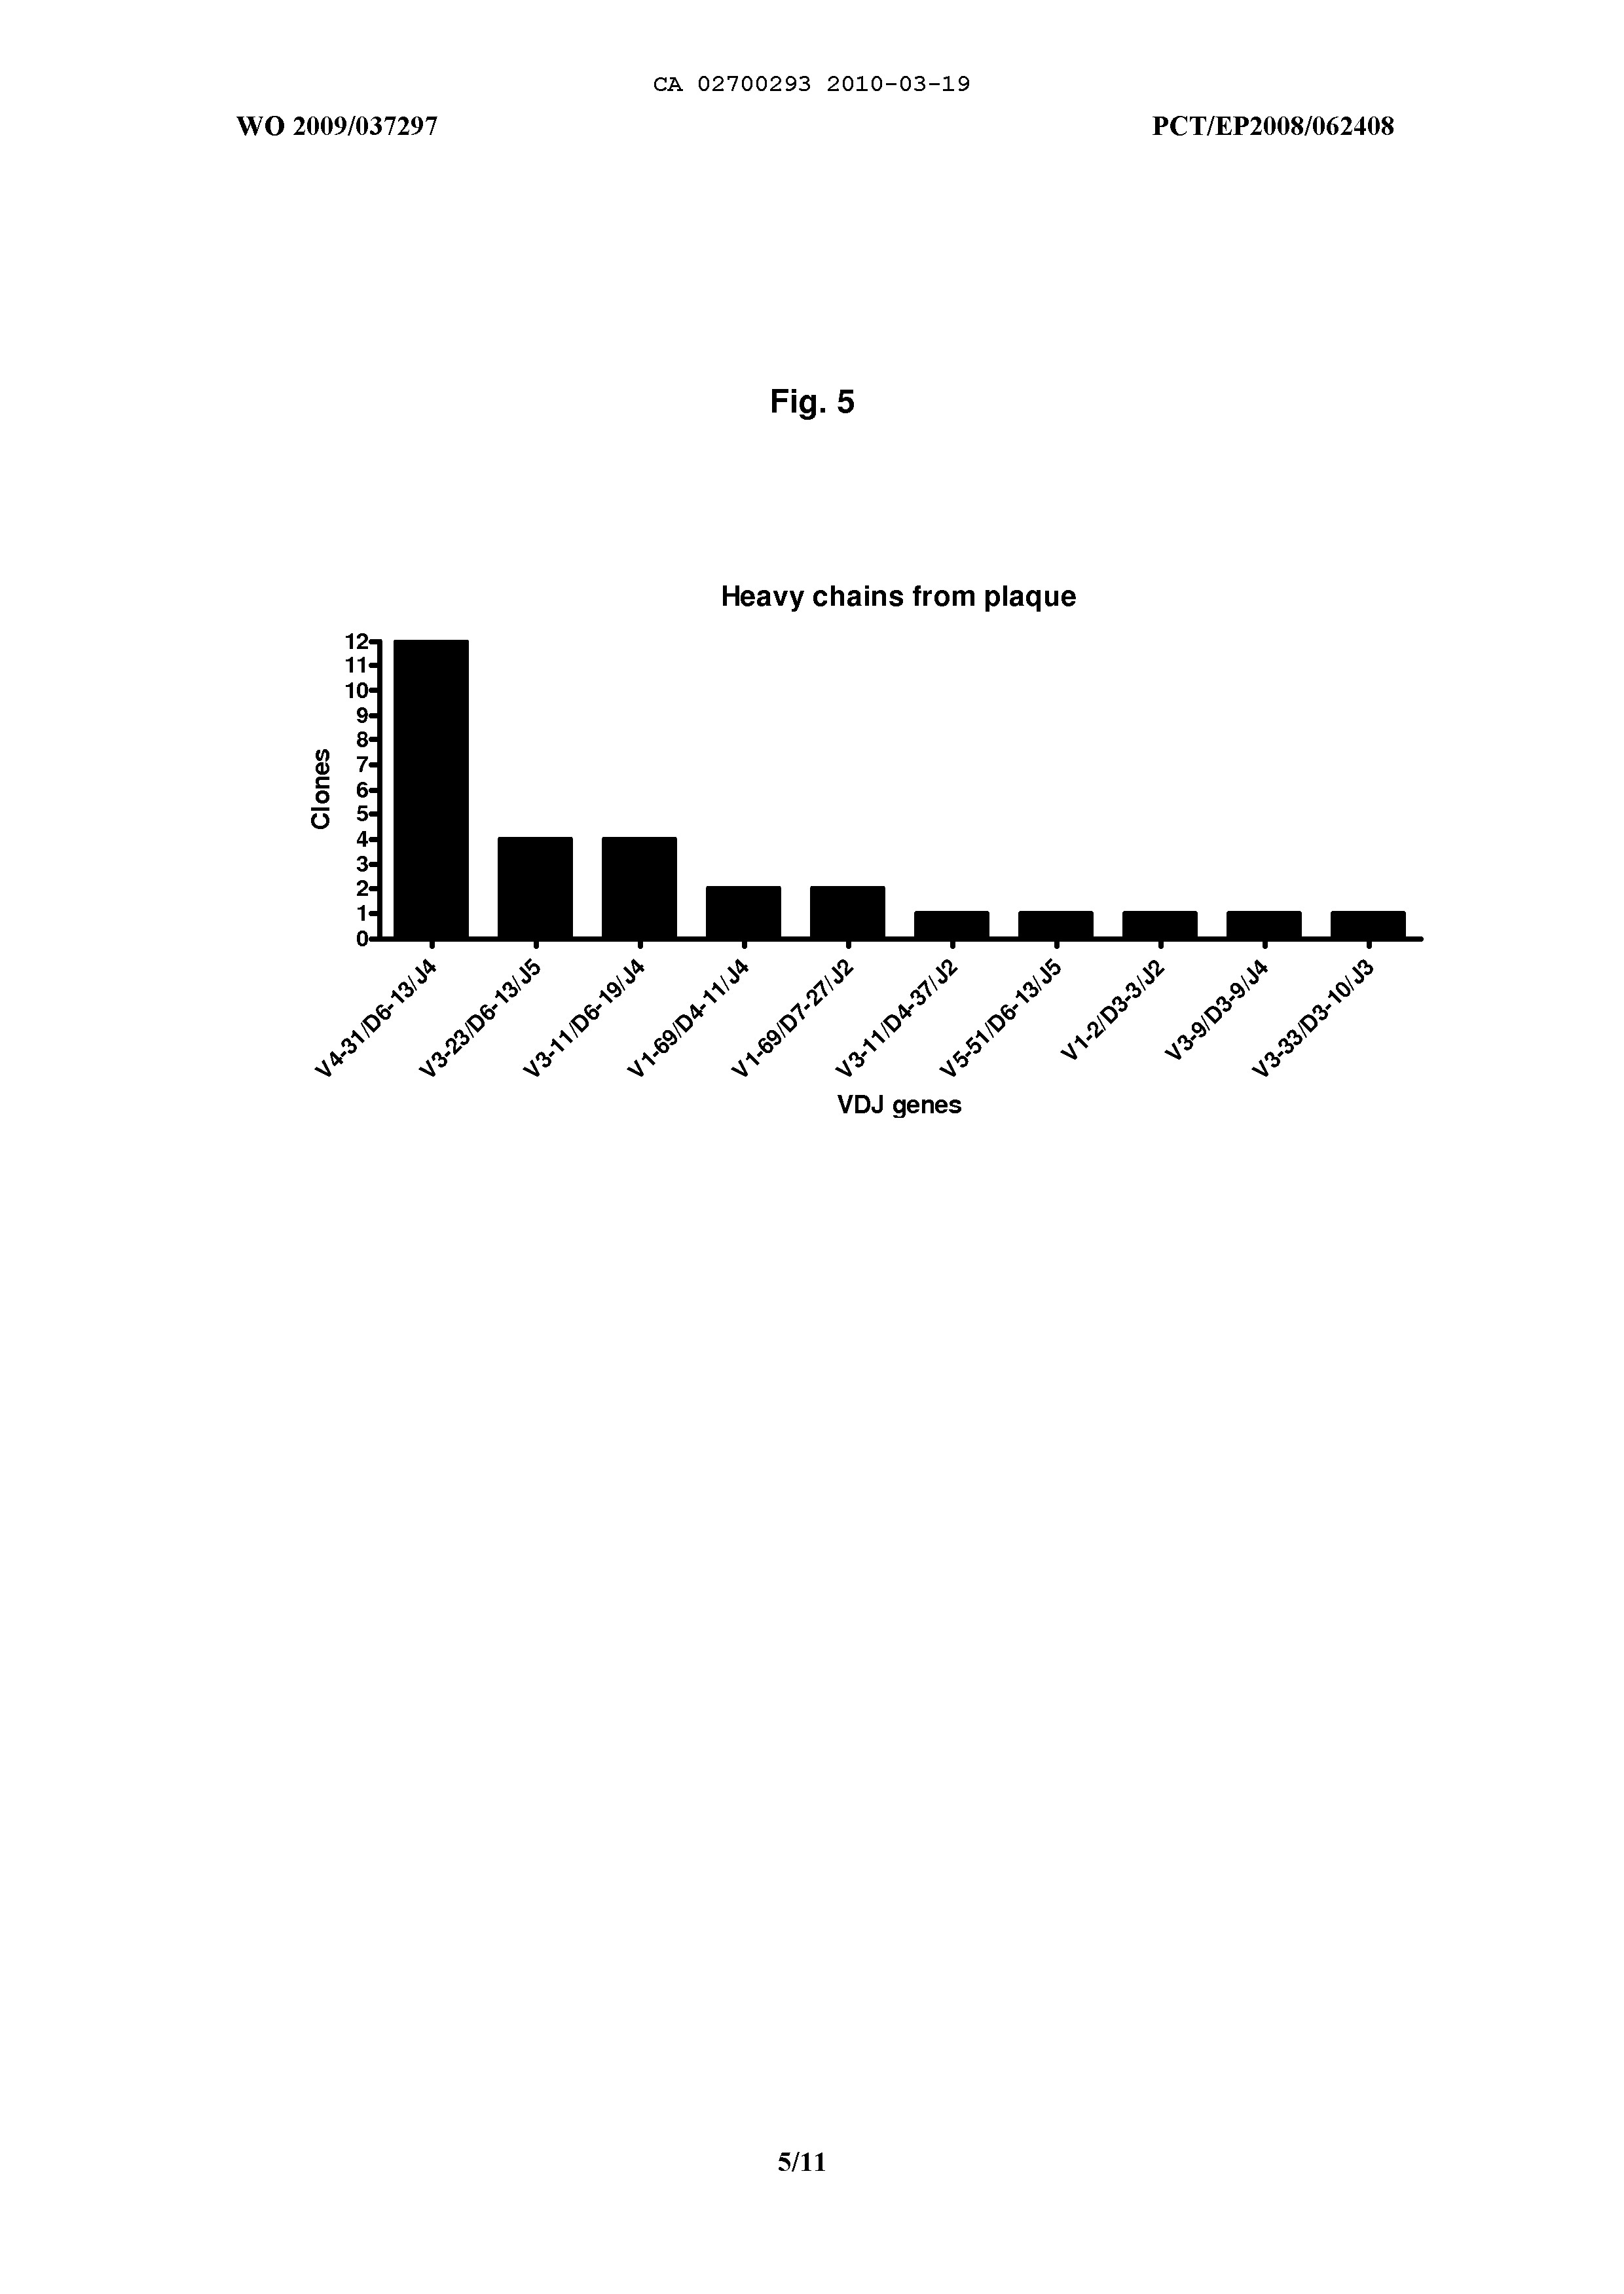 CA 02700293 2010-03-19
WO 2009/037297 PCT/EP2008/062408
Fig. 5
Heavy chains from plaque
12
11
10
9
8
7
6
5
4
3
2
1
0
Clones
V4-31/D6-13/J4
V3-23/D6-13/J5
V3-11/D6-19/J4
V1-69/D4-11/J4
V1-69/D7-27/J2
V3-11/D4-37/J2
V5-51/D6-13/J5
V1-2/D3-3/J2
V3-9/D3-9/J4
V3-33/D3-10/J3
VDJ genes
5/11